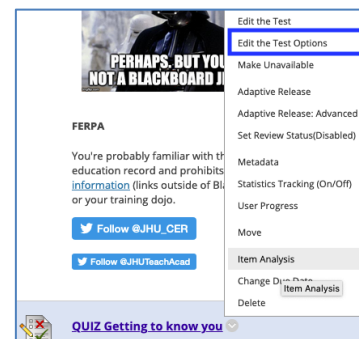 PERHAPS. BUT YOU
NOT A BLACKBOARD
FERPA
You're probably familiar with
education record and prohibits
information (links outside of
or your training dojo.
Follow @JHU_CER
Follow @JHUTeachAcad
QUIZ Getting to know you
Edit the Test
Edit the Test Options
Make Unavailable
Adaptive Release
Adaptive Release: Advanced
Set Review Status(Disabled)
Metadata
Statistics Tracking (On/Off)
User Progress
Move
Item Analysis
Change Due Date
Item Analysis
Delete